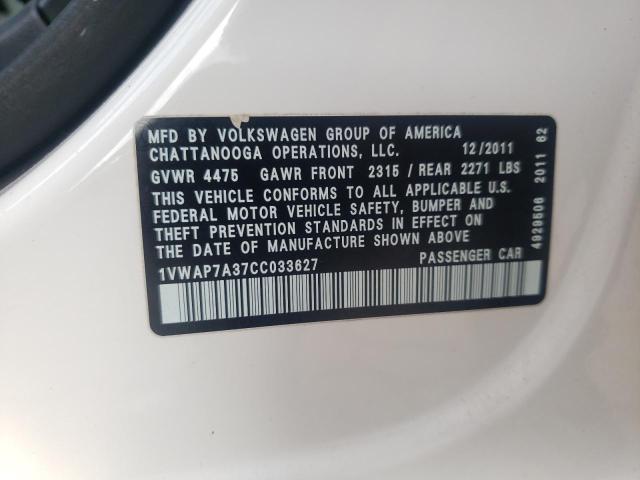 MFD BY VOLKSWAGEN GROUP OF AMERICA
CHATTANOOGA OPERATIONS, LLC. 12/2011
GVWR 4475 GAWR FRONT 2315 / REAR 2271 LBS
THIS VEHICLE CONFORMS TO ALL APPLICABLE U.S.
FEDERAL MOTOR VEHICLE SAFETY, BUMPER AND
THEFT PREVENTION STANDARDS IN EFFECT ON
THE DATE OF MANUFACTURE SHOWN ABOVE
1VWAP7A37CC033627 PASSENGER CAR
4928506 2011 62